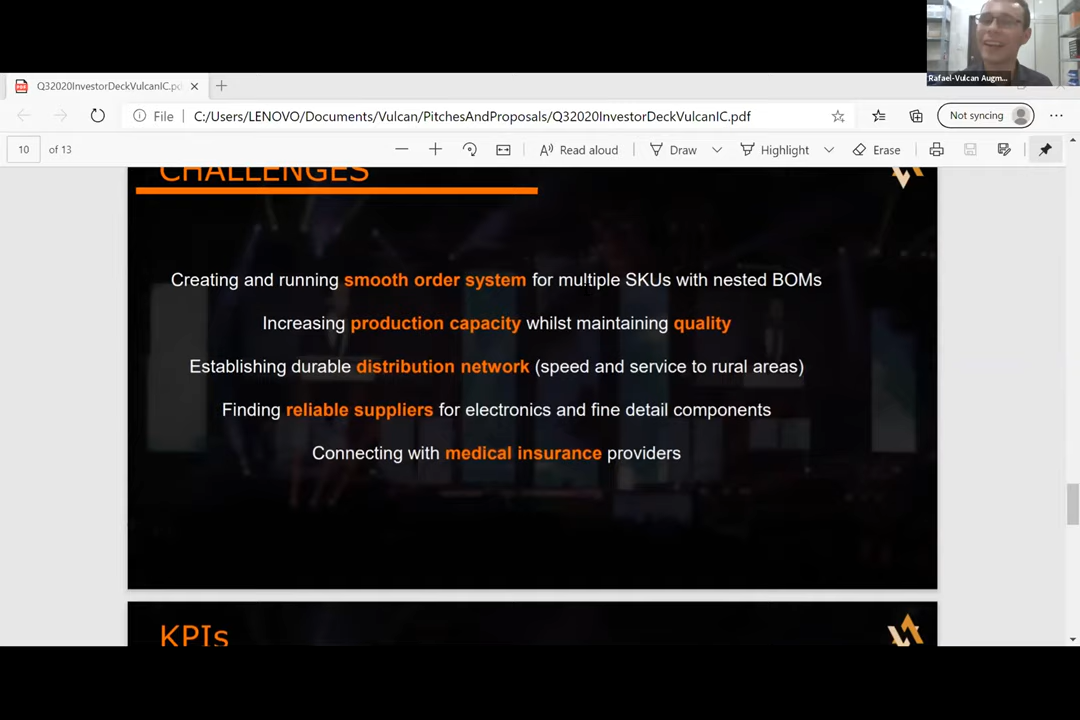 Rafael-Vulcan Augm...
Q32020InvestorDeckVulcanIC.pd
File
C:/Users/LENOVO/Documents/Vulcan/PitchesAndProposals/Q32020InvestorDeckVulcanIC.pdf
Not syncing
10 of 13
Read aloud
Draw
Highlight
Erase
CHALLENGES
Creating and running smooth order system for multiple SKUs with nested BOMs
Increasing production capacity whilst maintaining quality
Establishing durable distribution network (speed and service to rural areas)
Finding reliable suppliers for electronics and fine detail components
Connecting with medical insurance providers
KPIs